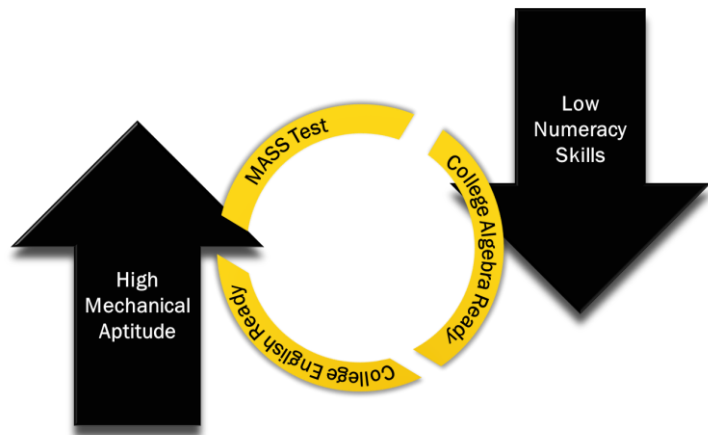 Low
Numeracy
Skills
MASS Test
College Algebra Ready
College English Ready
High
Mechanical
Aptitude